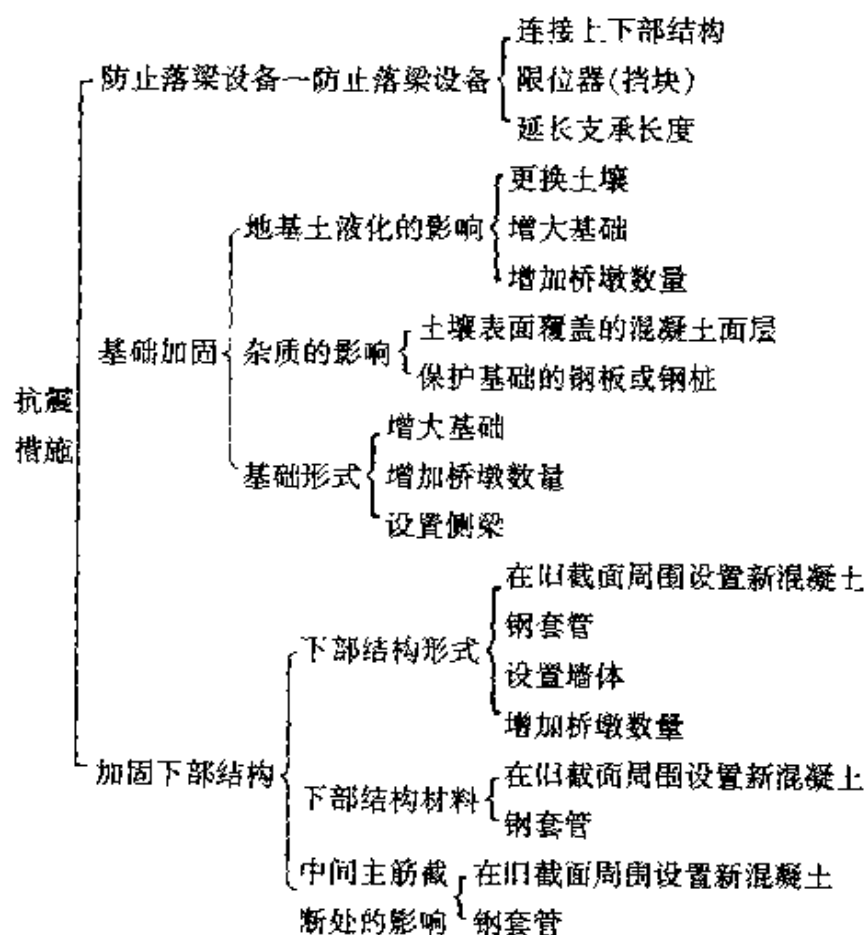 连接上下部结构
防止落梁设备—防止落梁设备
限位器(挡块)
延长支承长度
更换土壤
地基土液化的影响
增大基础
增加桥墩数量
土壤表面覆盖的混凝土面层
基础加固
杂质的影响
保护基础的钢板或钢桩
抗震
措施
增大基础
基础形式
增加桥墩数量
设置侧梁
在旧截面周围设置新混凝土
钢套管
下部结构形式
设置墙体
增加桥墩数量
加固下部结构
在旧截面周围设置新混凝土
下部结构材料
钢套管
中间主筋截
断处的影响
在旧截面周围设置新混凝土
钢套管